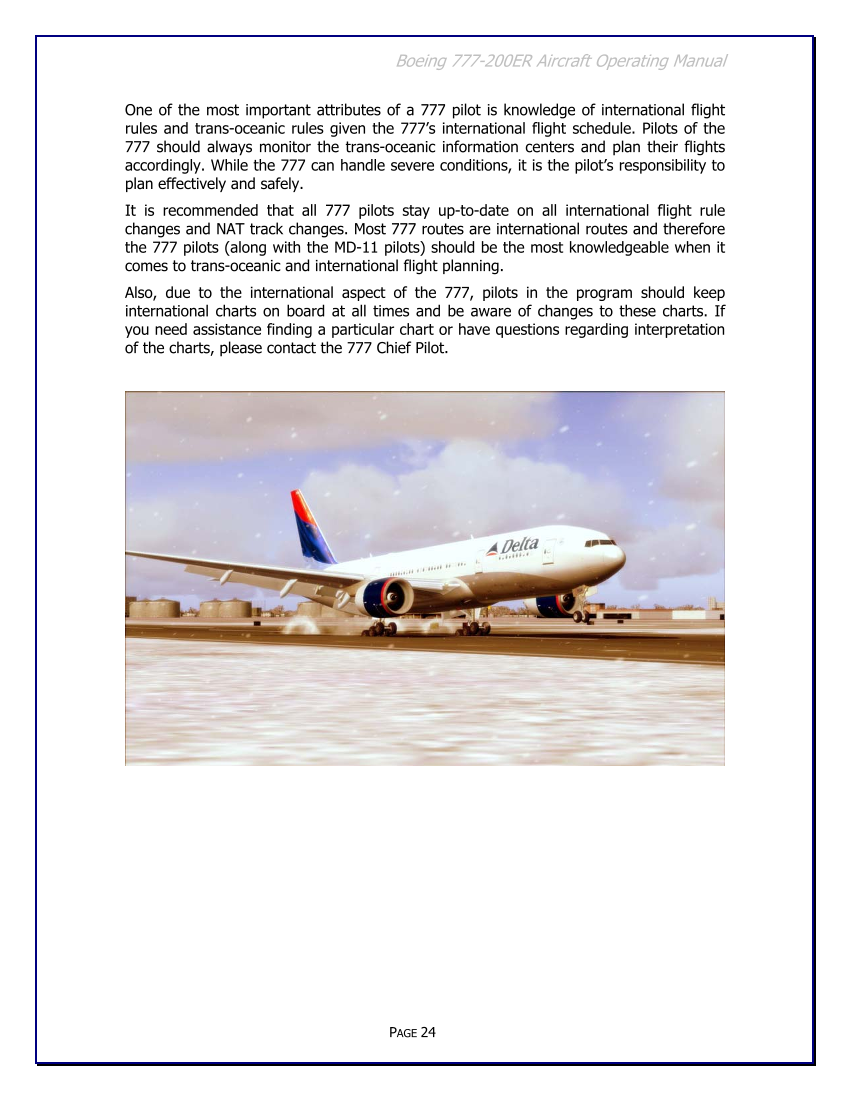 Boeing 777-200ER Aircraft Operating Manual
One of the most important attributes of a 777 pilot is knowledge of international flight
rules and trans-oceanic rules given the 777’s international flight schedule. Pilots of the
777 should always monitor the trans-oceanic information centers and plan their flights
accordingly. While the 777 can handle severe conditions, it is the pilot’s responsibility to
plan effectively and safely.
It is recommended that all 777 pilots stay up-to-date on all international flight rule
changes and NAT track changes. Most 777 routes are international routes and therefore
the 777 pilots (along with the MD-11 pilots) should be the most knowledgeable when it
comes to trans-oceanic and international flight planning.
Also, due to the international aspect of the 777, pilots in the program should keep
international charts on board at all times and be aware of changes to these charts. If
you need assistance finding a particular chart or have questions regarding interpretation
of the charts, please contact the 777 Chief Pilot.
Delta
PAGE 24